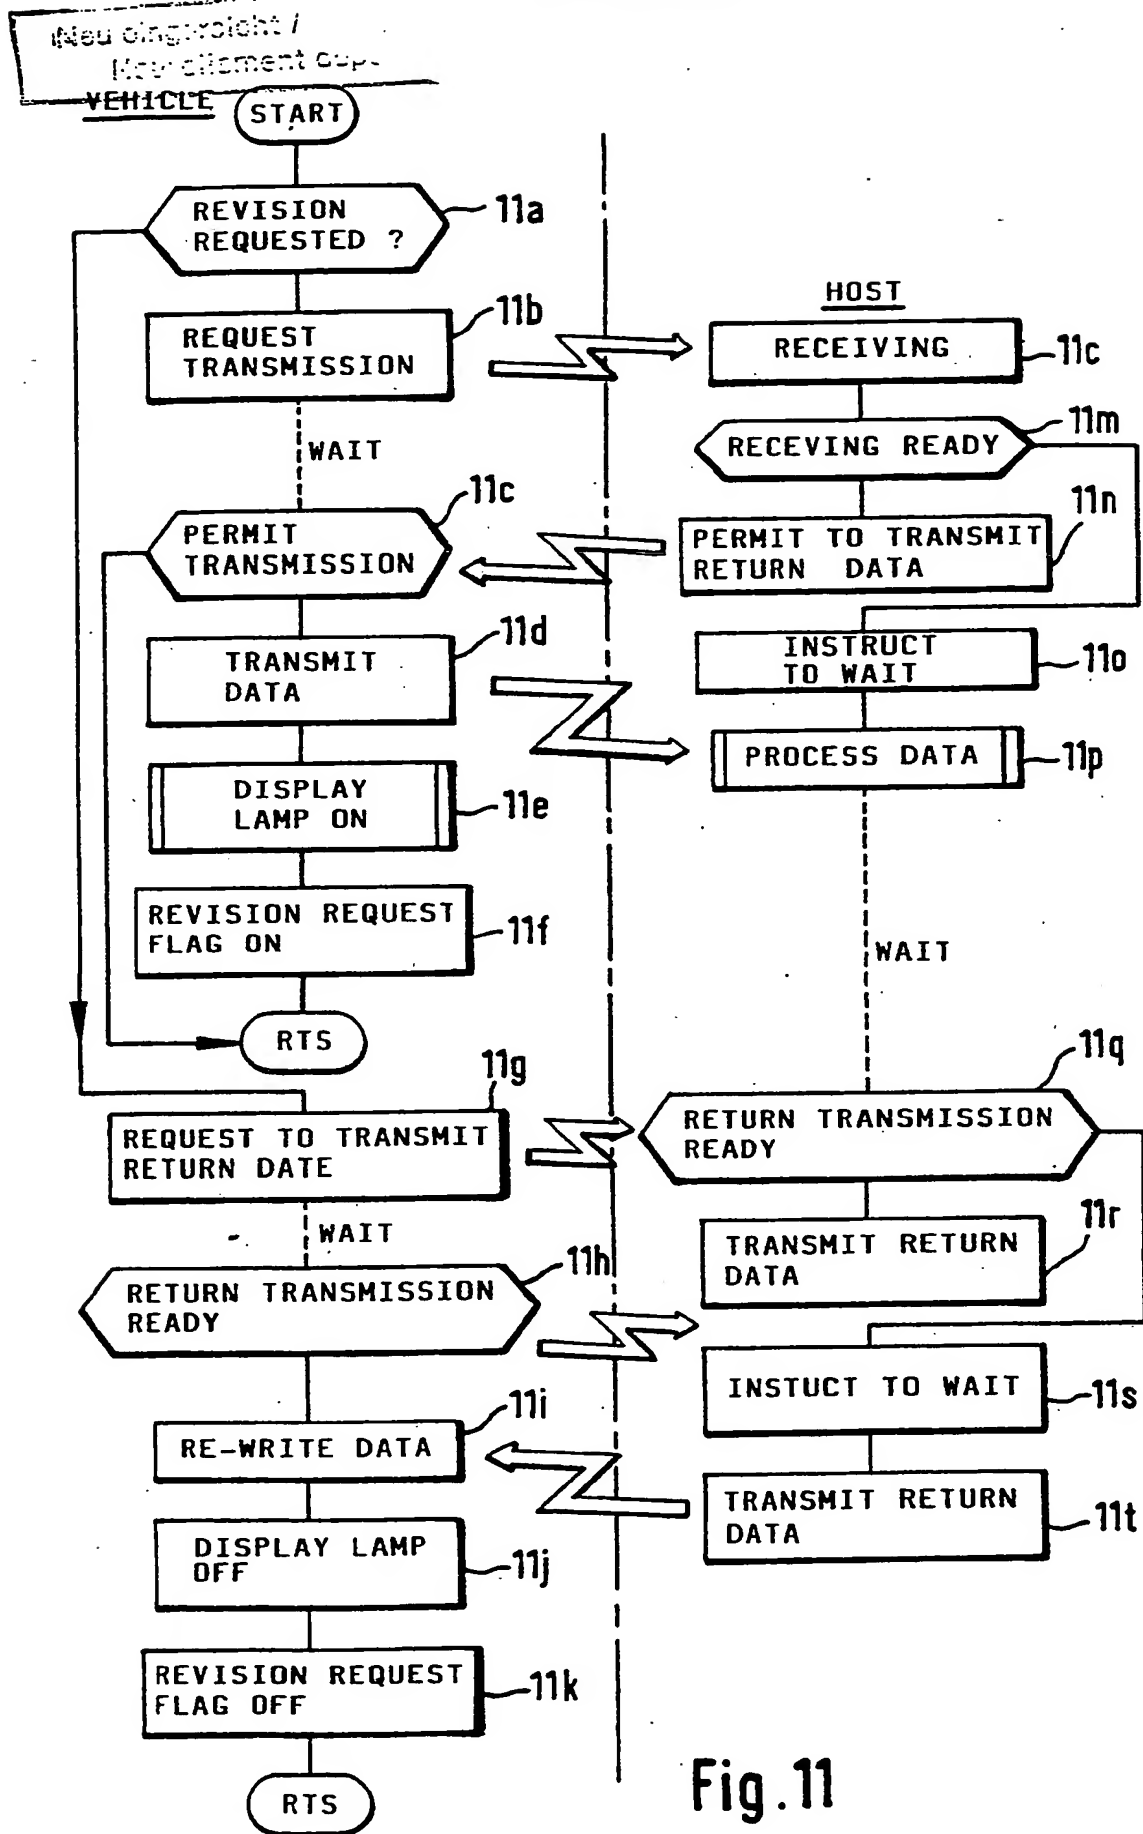 Neu eingereicht /
VEHICLE
START
REVISION
REQUESTED ?
11a
REQUEST
TRANSMISSION
11b
HOST
RECEIVING
11c
WAIT
RECEVING READY
11m
PERMIT
TRANSMISSION
11c
PERMIT TO TRANSMIT
RETURN DATA
11n
TRANSMIT
DATA
11d
INSTRUCT
TO WAIT
11o
PROCESS DATA
11p
DISPLAY
LAMP ON
11e
REVISION REQUEST
FLAG ON
11f
WAIT
RTS
REQUEST TO TRANSMIT
RETURN DATE
11g
RETURN TRANSMISSION
READY
11q
WAIT
TRANSMIT RETURN
DATA
11r
RETURN TRANSMISSION
READY
11h
INSTUCT TO WAIT
11s
RE-WRITE DATA
11i
TRANSMIT RETURN
DATA
11t
DISPLAY LAMP
OFF
11j
REVISION REQUEST
FLAG OFF
11k
RTS
Fig.11